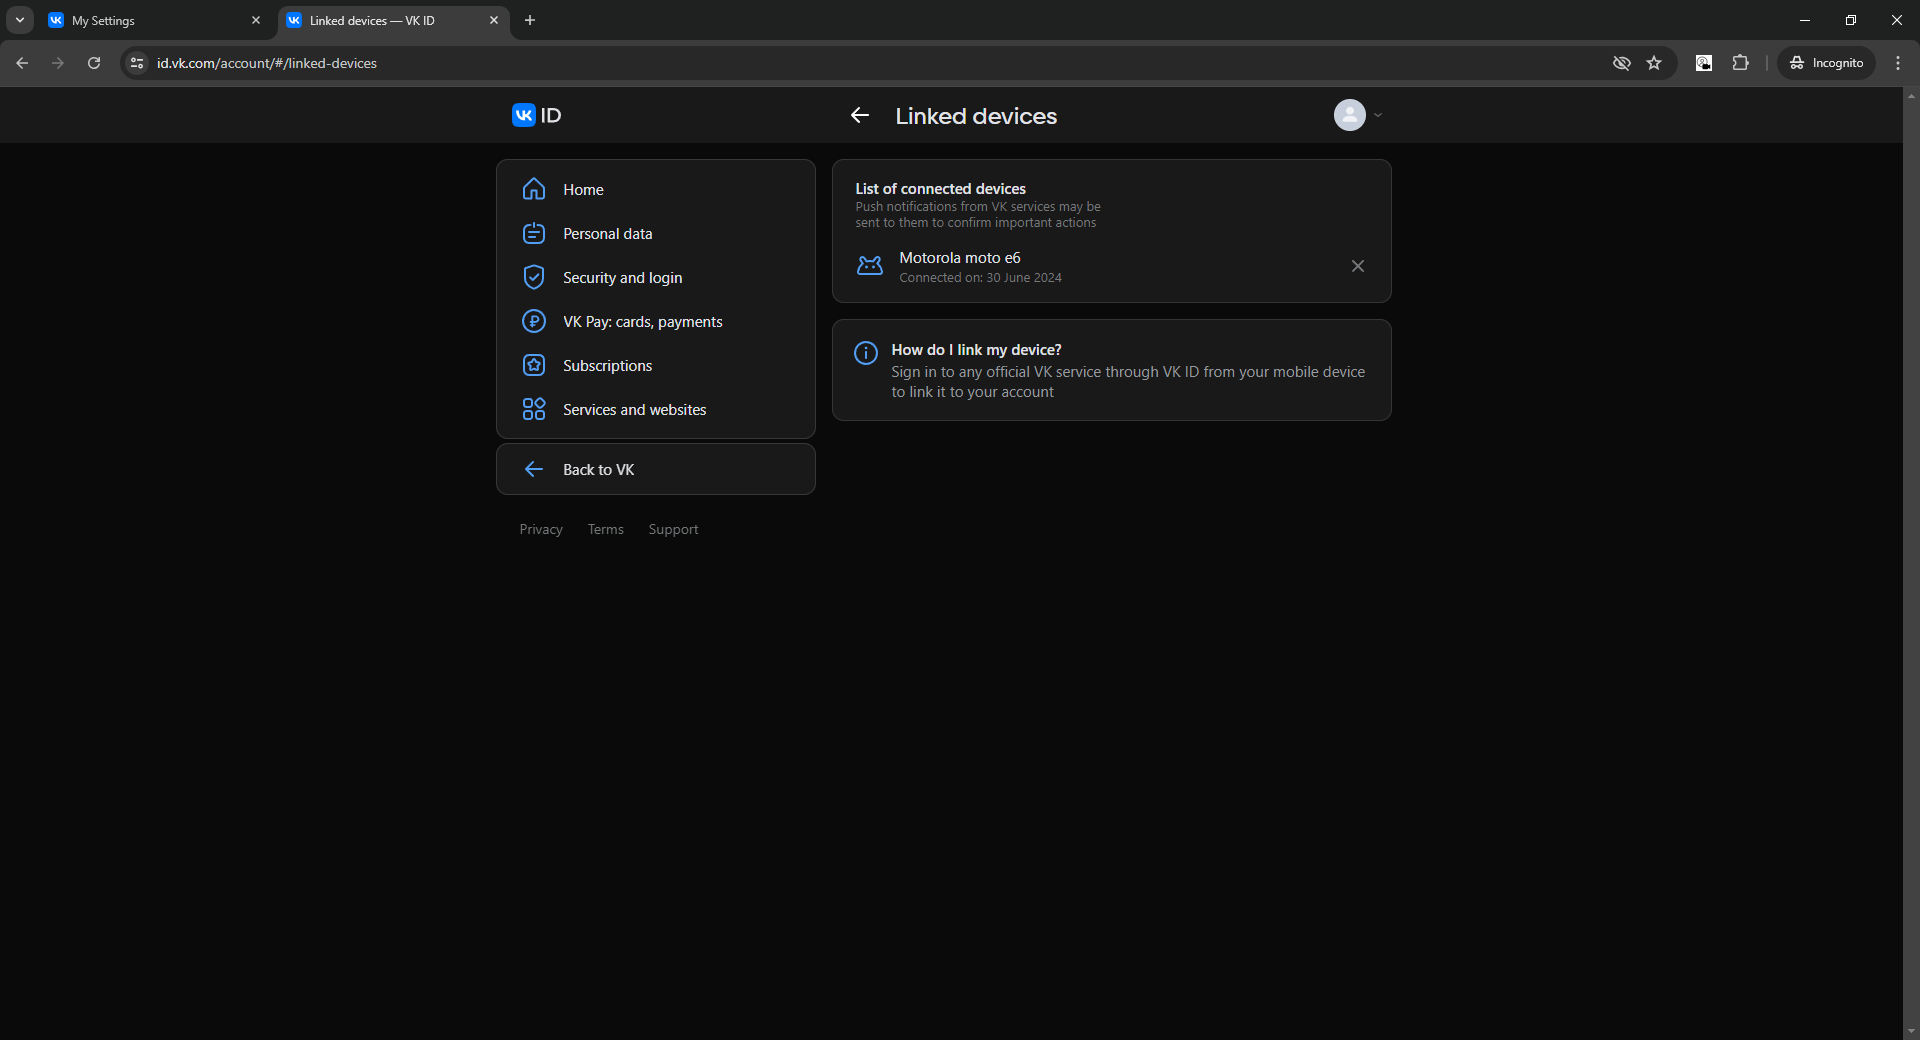 My Settings
Linked devices — VK ID
id.vk.com/account/#/linked-devices
Incognito
VK ID
Linked devices
Home
Personal data
Security and login
VK Pay: cards, payments
Subscriptions
Services and websites
Back to VK
Privacy Terms Support
List of connected devices
Push notifications from VK services may be
sent to them to confirm important actions
Motorola moto e6
Connected on: 30 June 2024
How do I link my device?
Sign in to any official VK service through VK ID from your mobile device
to link it to your account